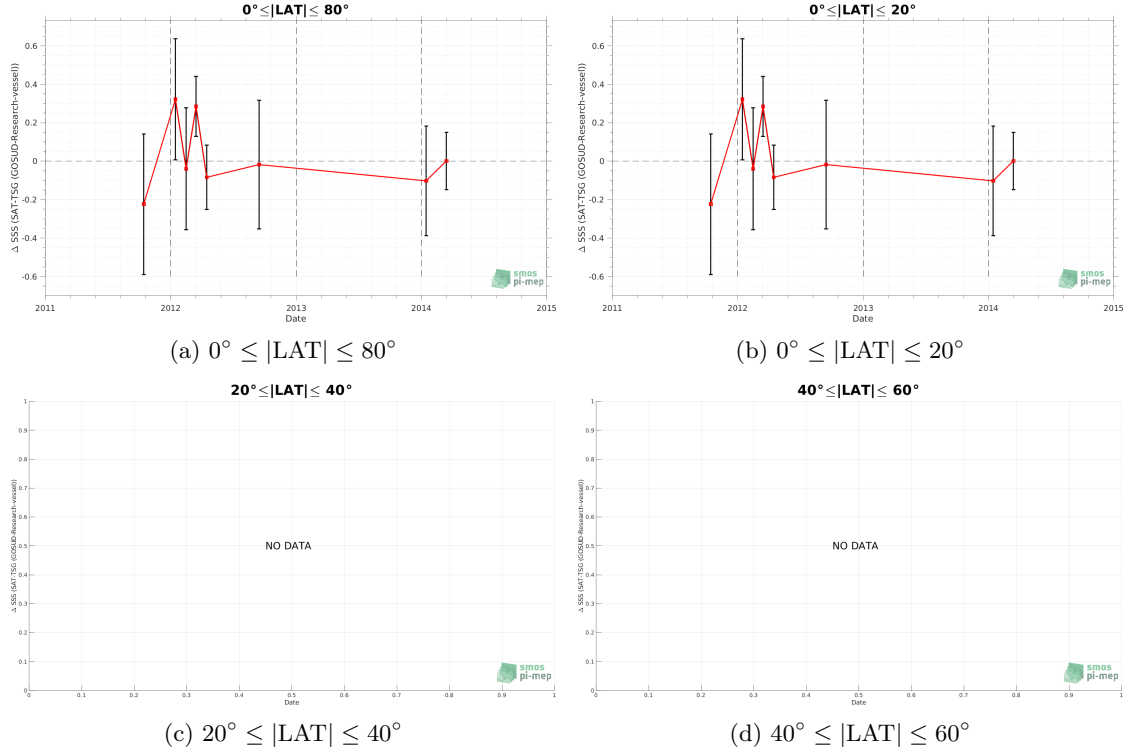 0°≤|LAT|≤ 80°
Δ SSS (SAT-TSG (GOSUD-Research-vessel))
0.6
0.4
0.2
0
-0.2
-0.4
-0.6
2011
2012
2013
2014
2015
Date
smos
pi-mep
(a) 0° ≤ |LAT| ≤ 80°
0°≤|LAT|≤ 20°
Δ SSS (SAT-TSG (GOSUD-Research-vessel))
0.6
0.4
0.2
0
-0.2
-0.4
-0.6
2011
2012
2013
2014
2015
Date
smos
pi-mep
(b) 0° ≤ |LAT| ≤ 20°
20°≤|LAT|≤ 40°
Δ SSS (SAT-TSG (GOSUD-Research-vessel))
1
0.9
0.8
0.7
0.6
0.5
0.4
0.3
0.2
0.1
0
NO DATA
0
0.1
0.2
0.3
0.4
0.5
0.6
0.7
0.8
0.9
1
Date
smos
pi-mep
(c) 20° ≤ |LAT| ≤ 40°
40°≤|LAT|≤ 60°
Δ SSS (SAT-TSG (GOSUD-Research-vessel))
1
0.9
0.8
0.7
0.6
0.5
0.4
0.3
0.2
0.1
0
NO DATA
0
0.1
0.2
0.3
0.4
0.5
0.6
0.7
0.8
0.9
1
Date
smos
pi-mep
(d) 40° ≤ |LAT| ≤ 60°